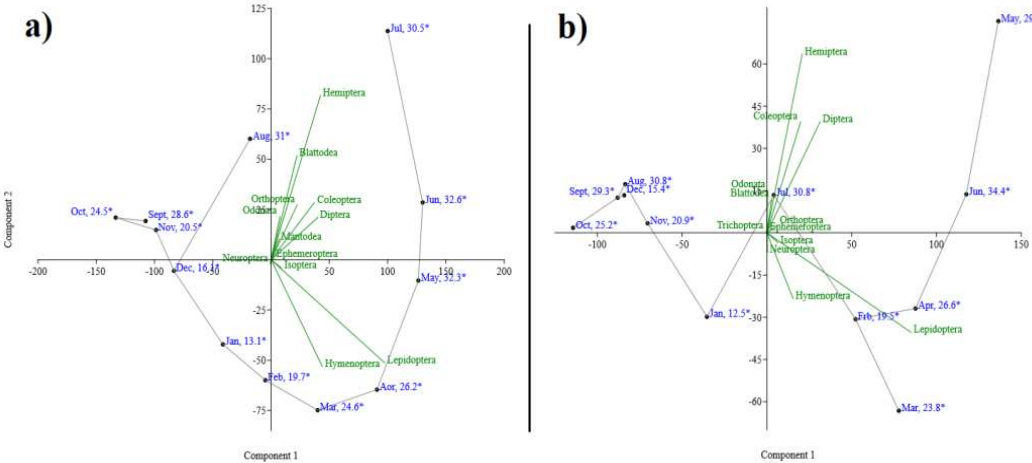 a)
125
Jul, 30.5*
100
Hemiptera
75
Aug, 31*
50
Blattodea
Orthoptera
Coleoptera
Jun, 32.6*
25
Odonata
Diptera
Oct, 24.5*
Sept, 28.6*
Nov, 20.5*
Mantodea
Neuroptera
Ephemeroptera
Isoptera
-200
-150
-100
-50
50
100
150
200
Dec, 16.1*
May, 32.3*
-25
Jan, 13.1*
-50
Hymenoptera
Lepidoptera
Feb, 19.7*
Aor, 26.2*
-75
Mar, 24.6*
Component 2
Component 1
b)
May, 29
Hemiptera
60
45
Coleoptera
Diptera
30
Aug, 30.8*
Sept, 29.3*
Dec, 15.4*
Odonata
15
Blattodea
Jul, 30.8*
Jun, 34.4*
Oct, 25.2*
Nov, 20.9*
Trichoptera
Orthoptera
Ephemeroptera
Isoptera
Neuroptera
-100
-50
50
100
150
-15
Hymenoptera
Jan, 12.5*
-30
Frb, 19.5*
Apr, 26.6*
Lepidoptera
-45
-60
Mar, 23.8*
Component 1